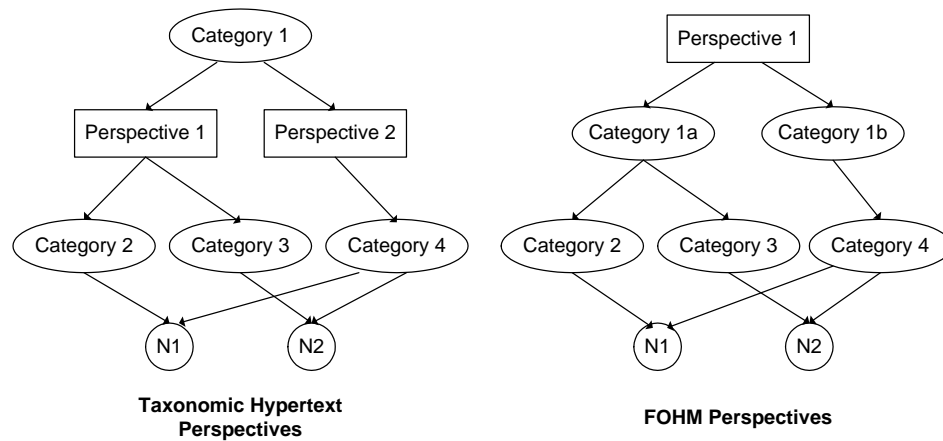 Category 1
Perspective 1
Perspective 2
Category 2
Category 3
Category 4
N1
N2
Taxonomic Hypertext
Perspectives
Perspective 1
Category 1a
Category 1b
Category 2
Category 3
Category 4
N1
N2
FOHM Perspectives